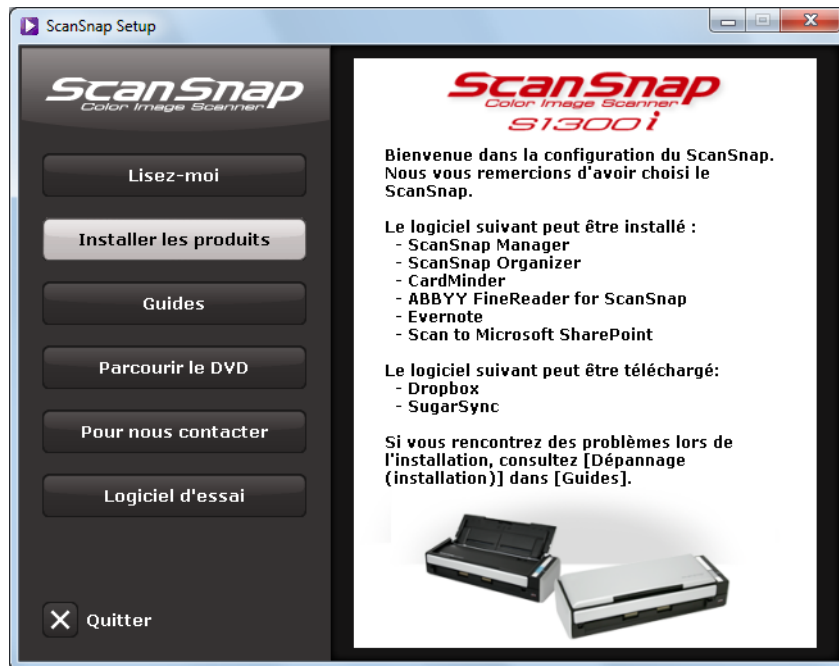 ScanSnap Setup
ScanSnap
Color Image Scanner
Lisez-moi
Installer les produits
Guides
Parcourir le DVD
Pour nous contacter
Logiciel d'essai
Quitter
ScanSnap
Color Image Scanner
S1300i
Bienvenue dans la configuration du ScanSnap.
Nous vous remercions d'avoir choisi le
ScanSnap.
Le logiciel suivant peut être installé :
- ScanSnap Manager
- ScanSnap Organizer
- CardMinder
- ABBYY FineReader for ScanSnap
- Evernote
- Scan to Microsoft SharePoint
Le logiciel suivant peut être téléchargé:
- Dropbox
- SugarSync
Si vous rencontrez des problèmes lors de
l'installation, consultez [Dépannage
(installation)] dans [Guides].